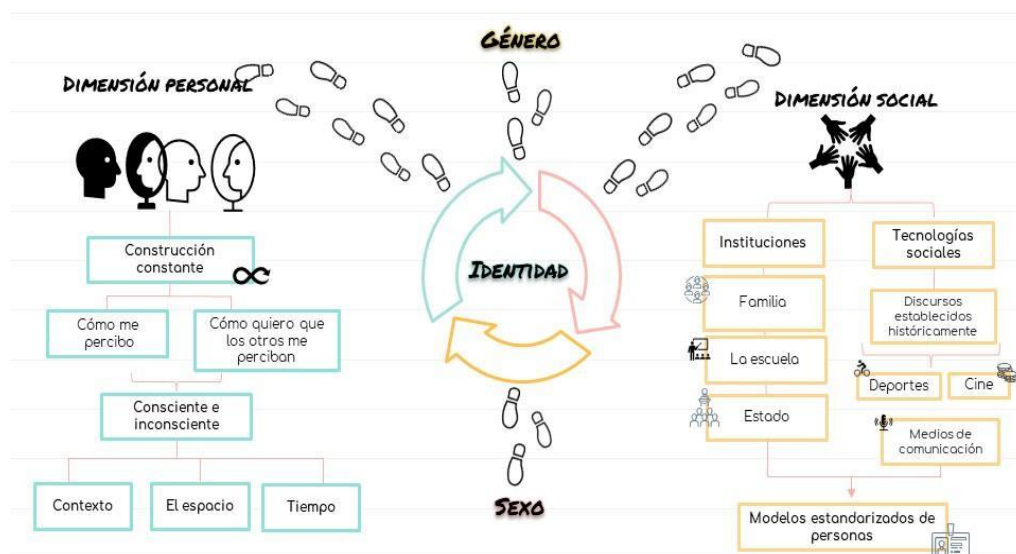 GÉNERO
DIMENSIÓN PERSONAL
DIMENSIÓN SOCIAL
IDENTIDAD
Construcción
constante
Cómo me
percibo
Cómo quiero que
los otros me
perciban
Consciente e
inconsciente
Contexto
El espacio
Tiempo
Instituciones
Familia
La escuela
Estado
Tecnologías
sociales
Discursos
establecidos
históricamente
Deportes
Cine
Medios de
comunicación
Modelos estandarizados de
personas
SEXO